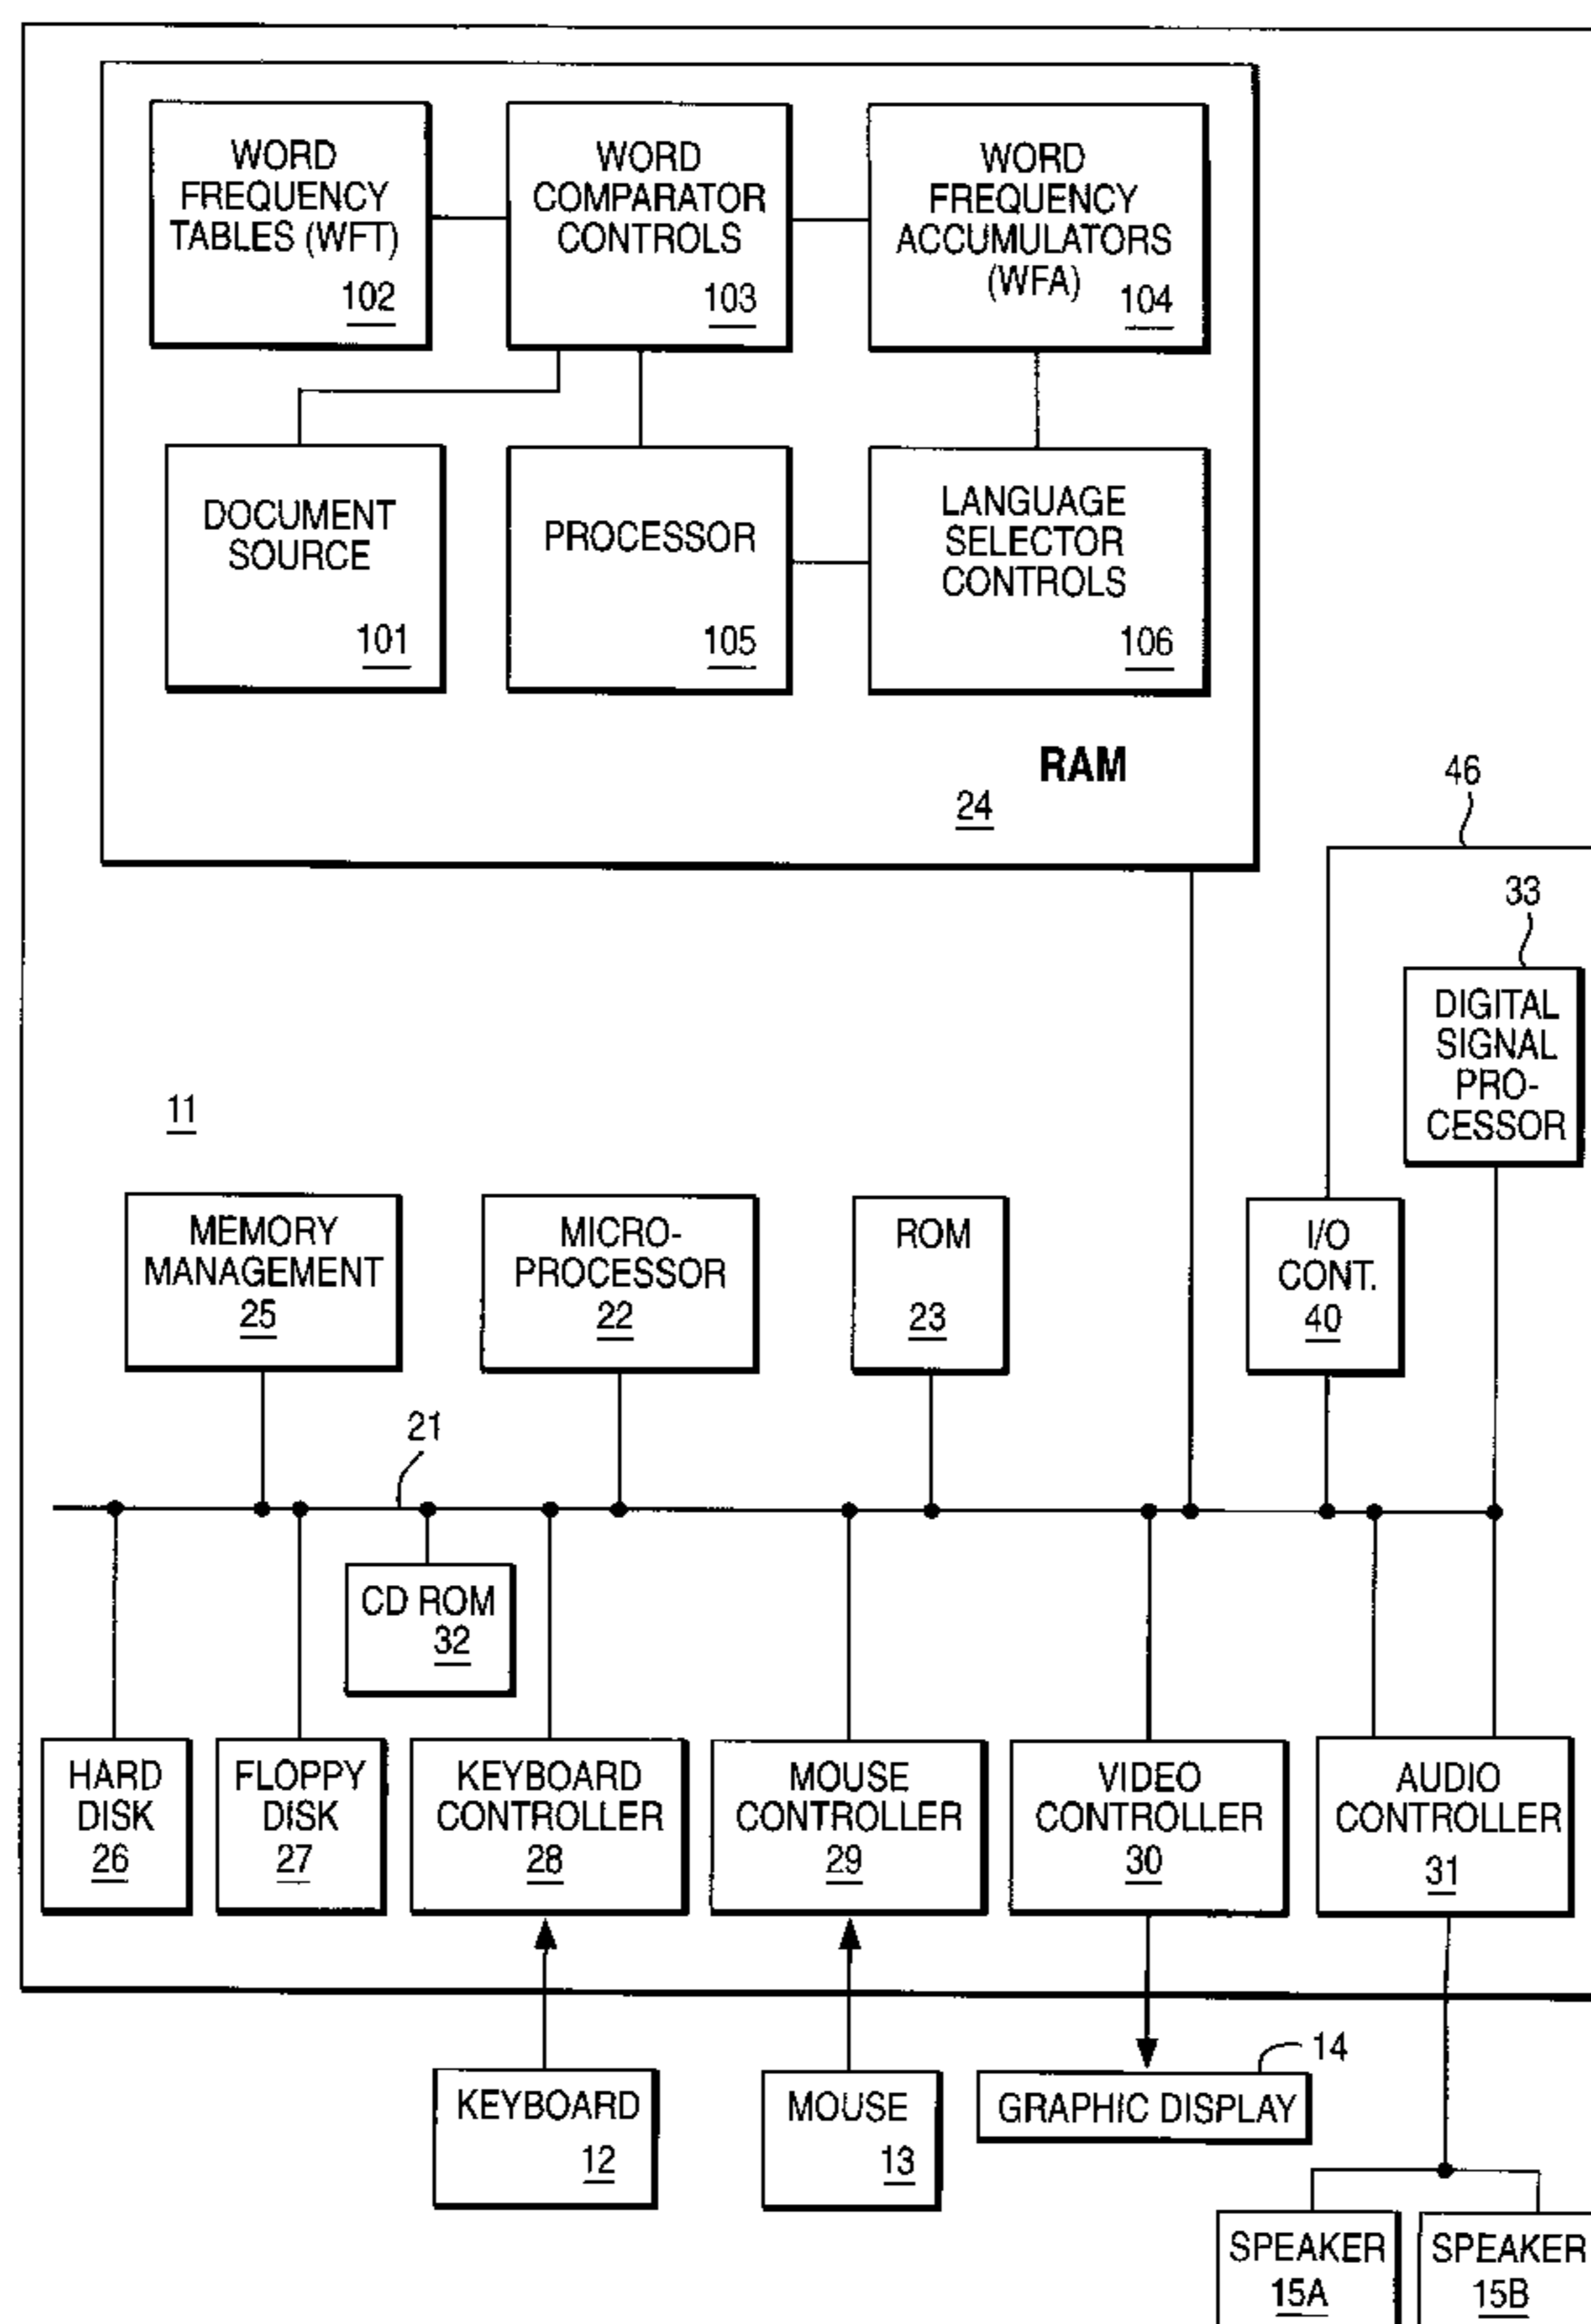 WORD
FREQUENCY
TABLES (WFT)
102
WORD
COMPARATOR
CONTROLS
103
WORD
FREQUENCY
ACCUMULATORS
(WFA)
104
DOCUMENT
SOURCE
101
PROCESSOR
105
LANGUAGE
SELECTOR
CONTROLS
106
RAM
24
46
33
DIGITAL
SIGNAL
PRO-
CESSOR
11
MEMORY
MANAGEMENT
25
MICRO-
PROCESSOR
22
ROM
23
I/O
CONT.
40
21
CD ROM
32
HARD
DISK
26
FLOPPY
DISK
27
KEYBOARD
CONTROLLER
28
MOUSE
CONTROLLER
29
VIDEO
CONTROLLER
30
AUDIO
CONTROLLER
31
KEYBOARD
12
MOUSE
13
14
GRAPHIC DISPLAY
SPEAKER
15A
SPEAKER
15B